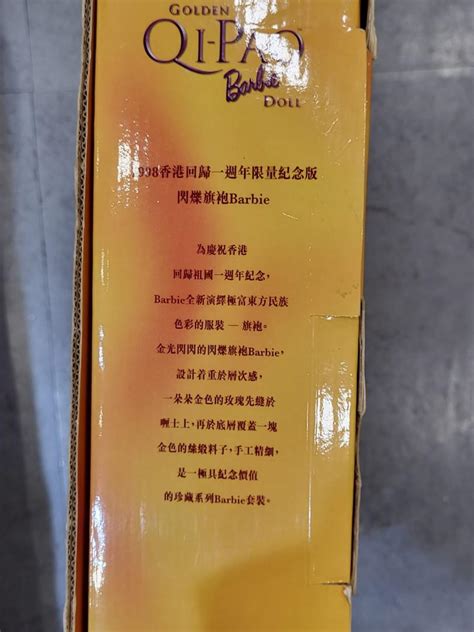 GOLDEN
QI-PAO
Barbie
DOLL
1998香港回歸一週年限量紀念版
閃爍旗袍Barbie
為慶祝香港
回歸祖國一週年紀念，
Barbie全新演繹極富東方民族
色彩的服裝 — 旗袍。
金光閃閃的閃爍旗袍Barbie，
設計着重於層次感，
一朵朵金色的玫瑰先縫於
喱士上，再於底層覆蓋一塊
金色的絲緞料子，手工精細，
是一極具紀念價值
的珍藏系列Barbie套裝。